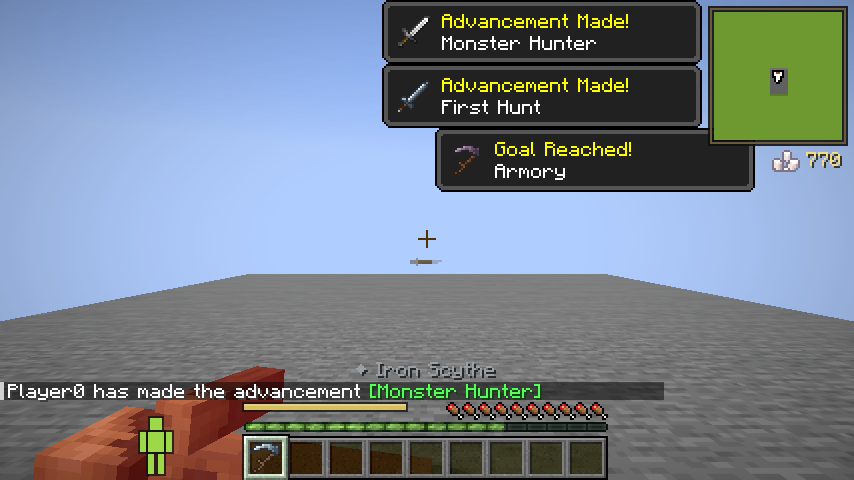 Advancement Made!
Monster Hunter
Advancement Made!
First Hunt
Goal Reached!
Armory
770
Iron Scythe
Player0 has made the advancement [Monster Hunter]